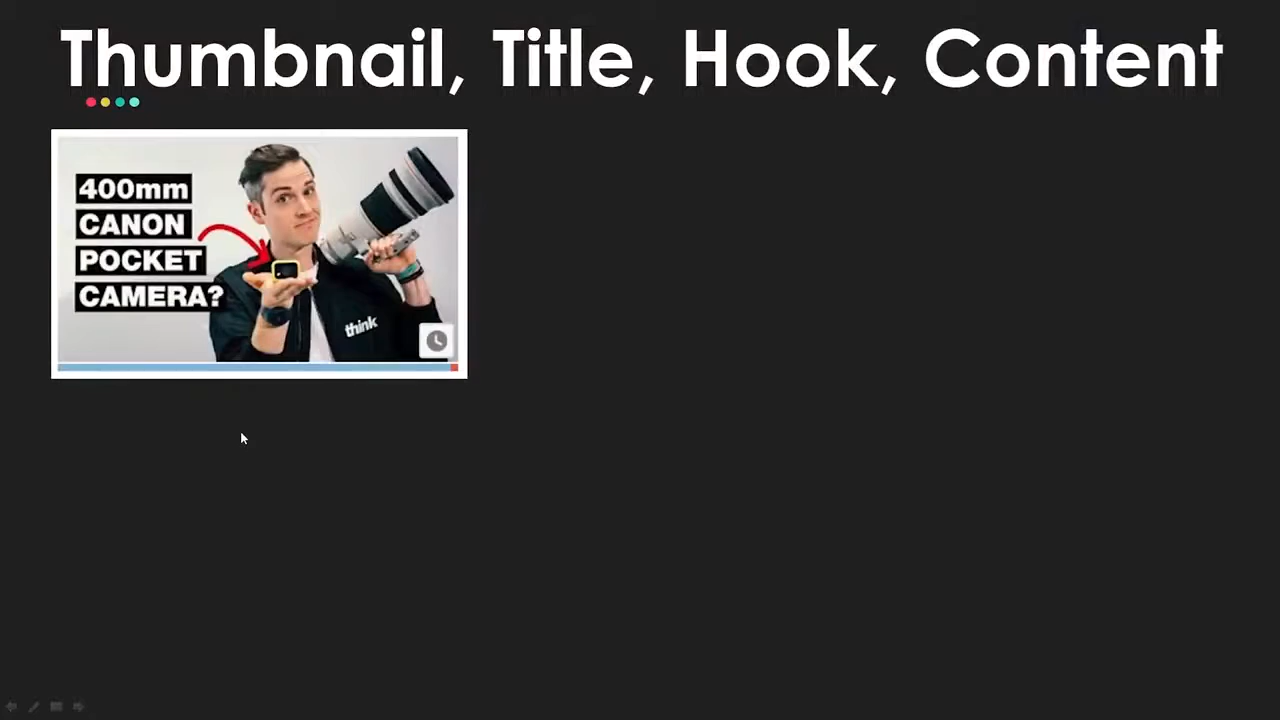 Thumbnail, Title, Hook, Content
400mm
CANON
POCKET
CAMERA?
think